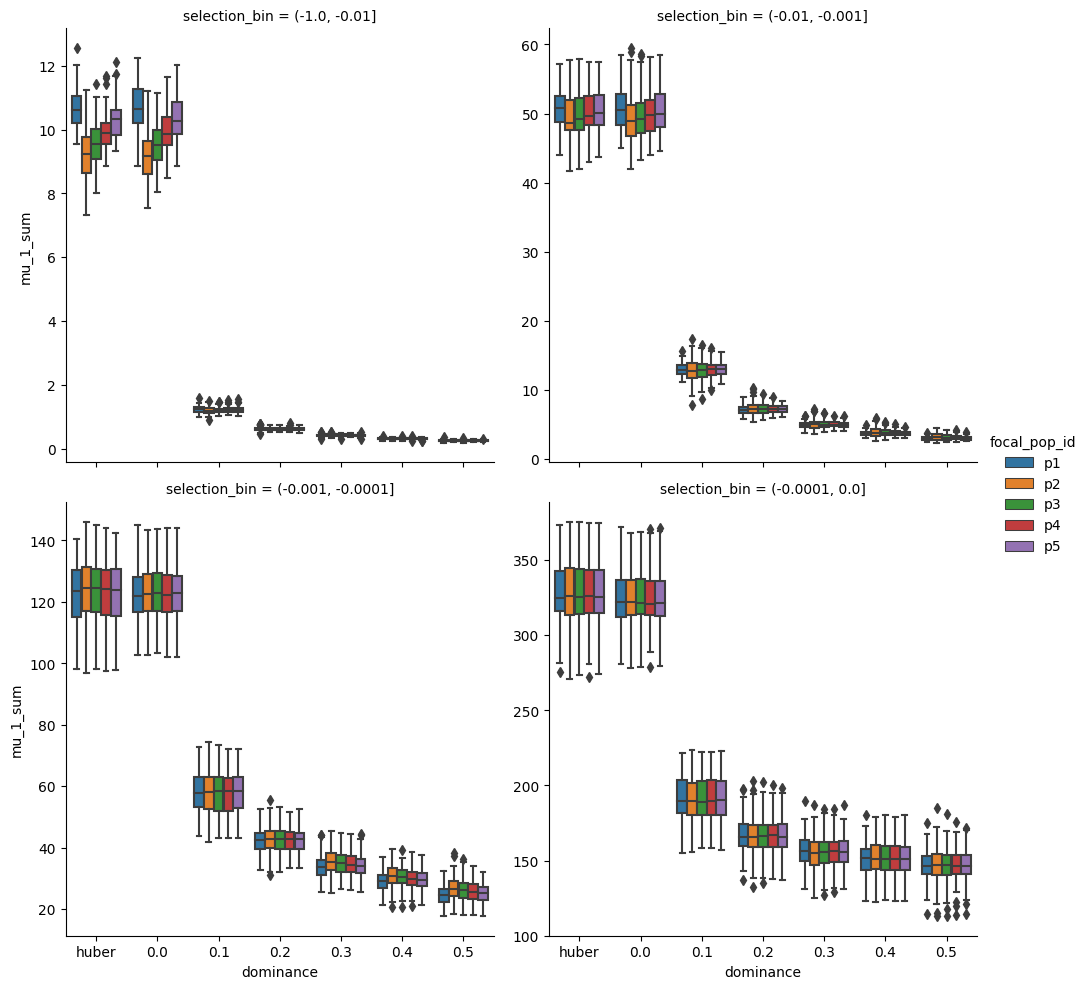 selection_bin = (-1.0, -0.01]
selection_bin = (-0.01, -0.001]
mu_1_sum
12
10
8
6
4
2
0
60
50
40
30
20
10
0
focal_pop_id
p1
p2
p3
p4
p5
selection_bin = (-0.001, -0.0001]
selection_bin = (-0.0001, 0.0]
mu_1_sum
140
120
100
80
60
40
20
350
300
250
200
150
100
huber 0.0 0.1 0.2 0.3 0.4 0.5
dominance
huber 0.0 0.1 0.2 0.3 0.4 0.5
dominance